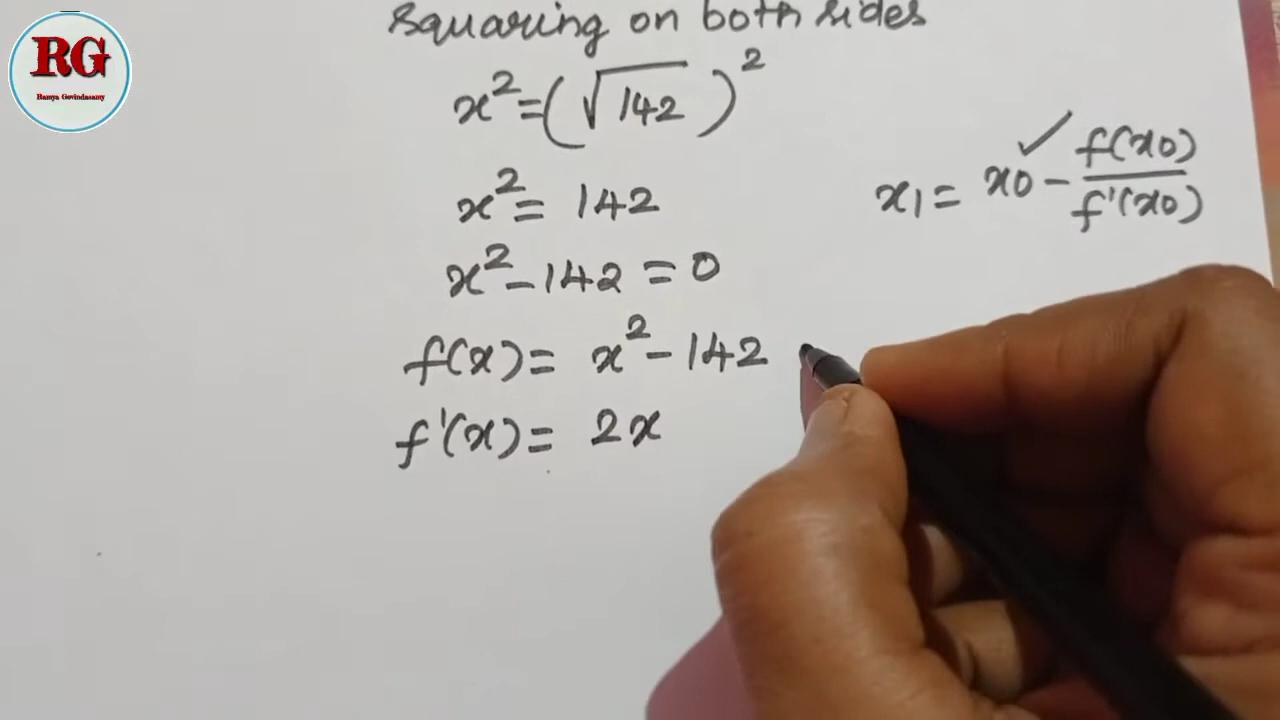 RG
Ramya Govindasamy
Squaring on both sides
x² = (√142)²
x² = 142
x² - 142 = 0
f(x) = x² - 142
f'(x) = 2x
x1 = x0 - f(x0)/f'(x0) ✓